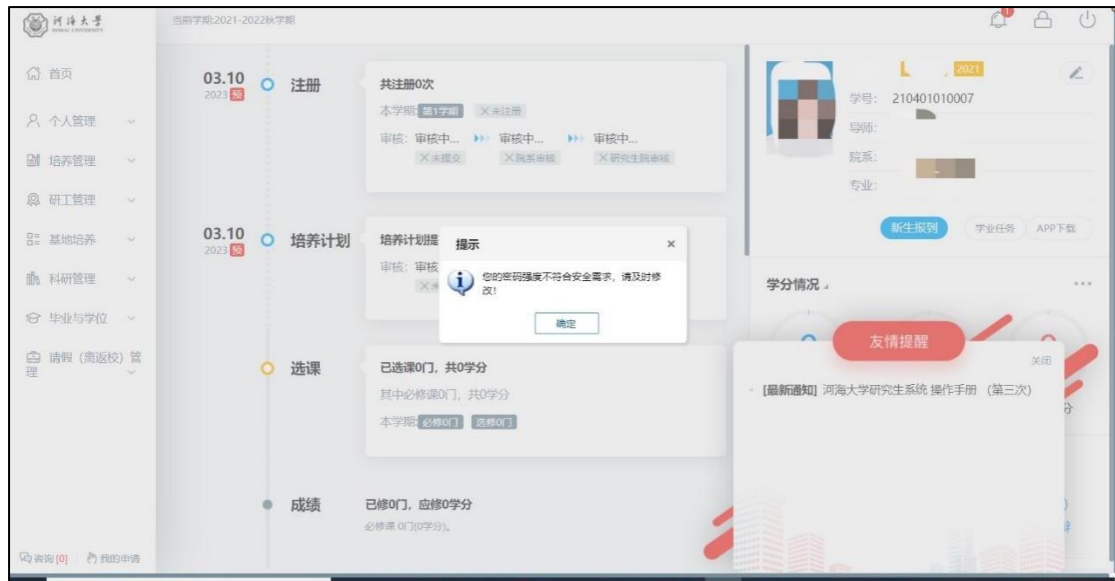 河海大学
HOHAI UNIVERSITY
当前学期:2021-2022秋学期
首页
个人管理
培养管理
研工管理
基地培养
科研管理
毕业与学位
请假（离返校）管
理
咨询[0]
我的申请
03.10
2023 预
注册
共注册0次
本学期: 第1学期 × 未注册
审核: 审核中... 审核中... 审核中...
×未提交 ×院系审核 ×研究生院审核
03.10
2023 预
培养计划
培养计划提
审核: 审核
提示 ×
您的密码强度不符合安全需求，请及时修
改！
确定
选课
已选课0门，共0学分
其中必修课0门，共0学分
本学期: 必修0门 选修0门
成绩
已修0门，应修0学分
必修课 0门(0学分)。
2021
学号: 210401010007
导师:
院系:
专业:
新生报到 学业任务 APP下载
学分情况
友情提醒
关闭
[最新通知] 河海大学研究生系统 操作手册 （第三次）
分